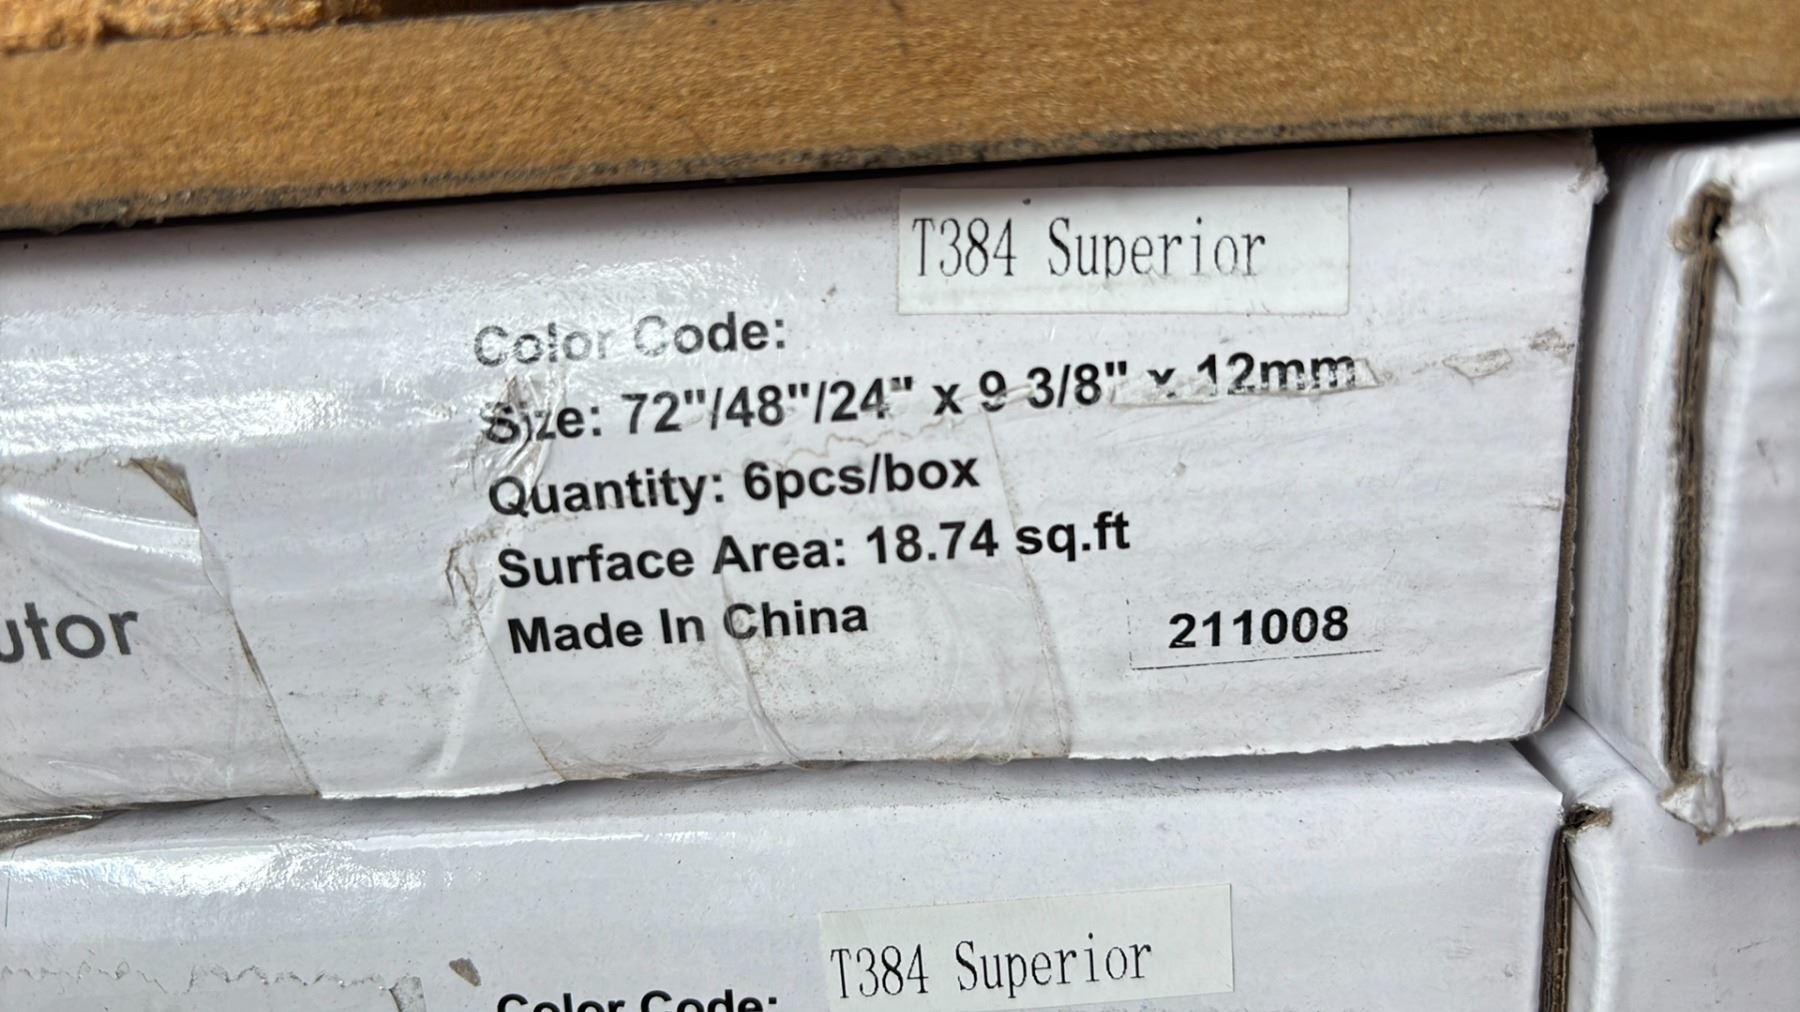 T384 Superior
Color Code:
Size: 72"/48"/24" x 9 3/8" x 12mm
Quantity: 6pcs/box
Surface Area: 18.74 sq.ft
Made In China
211008
utor
T384 Superior
Color Code: